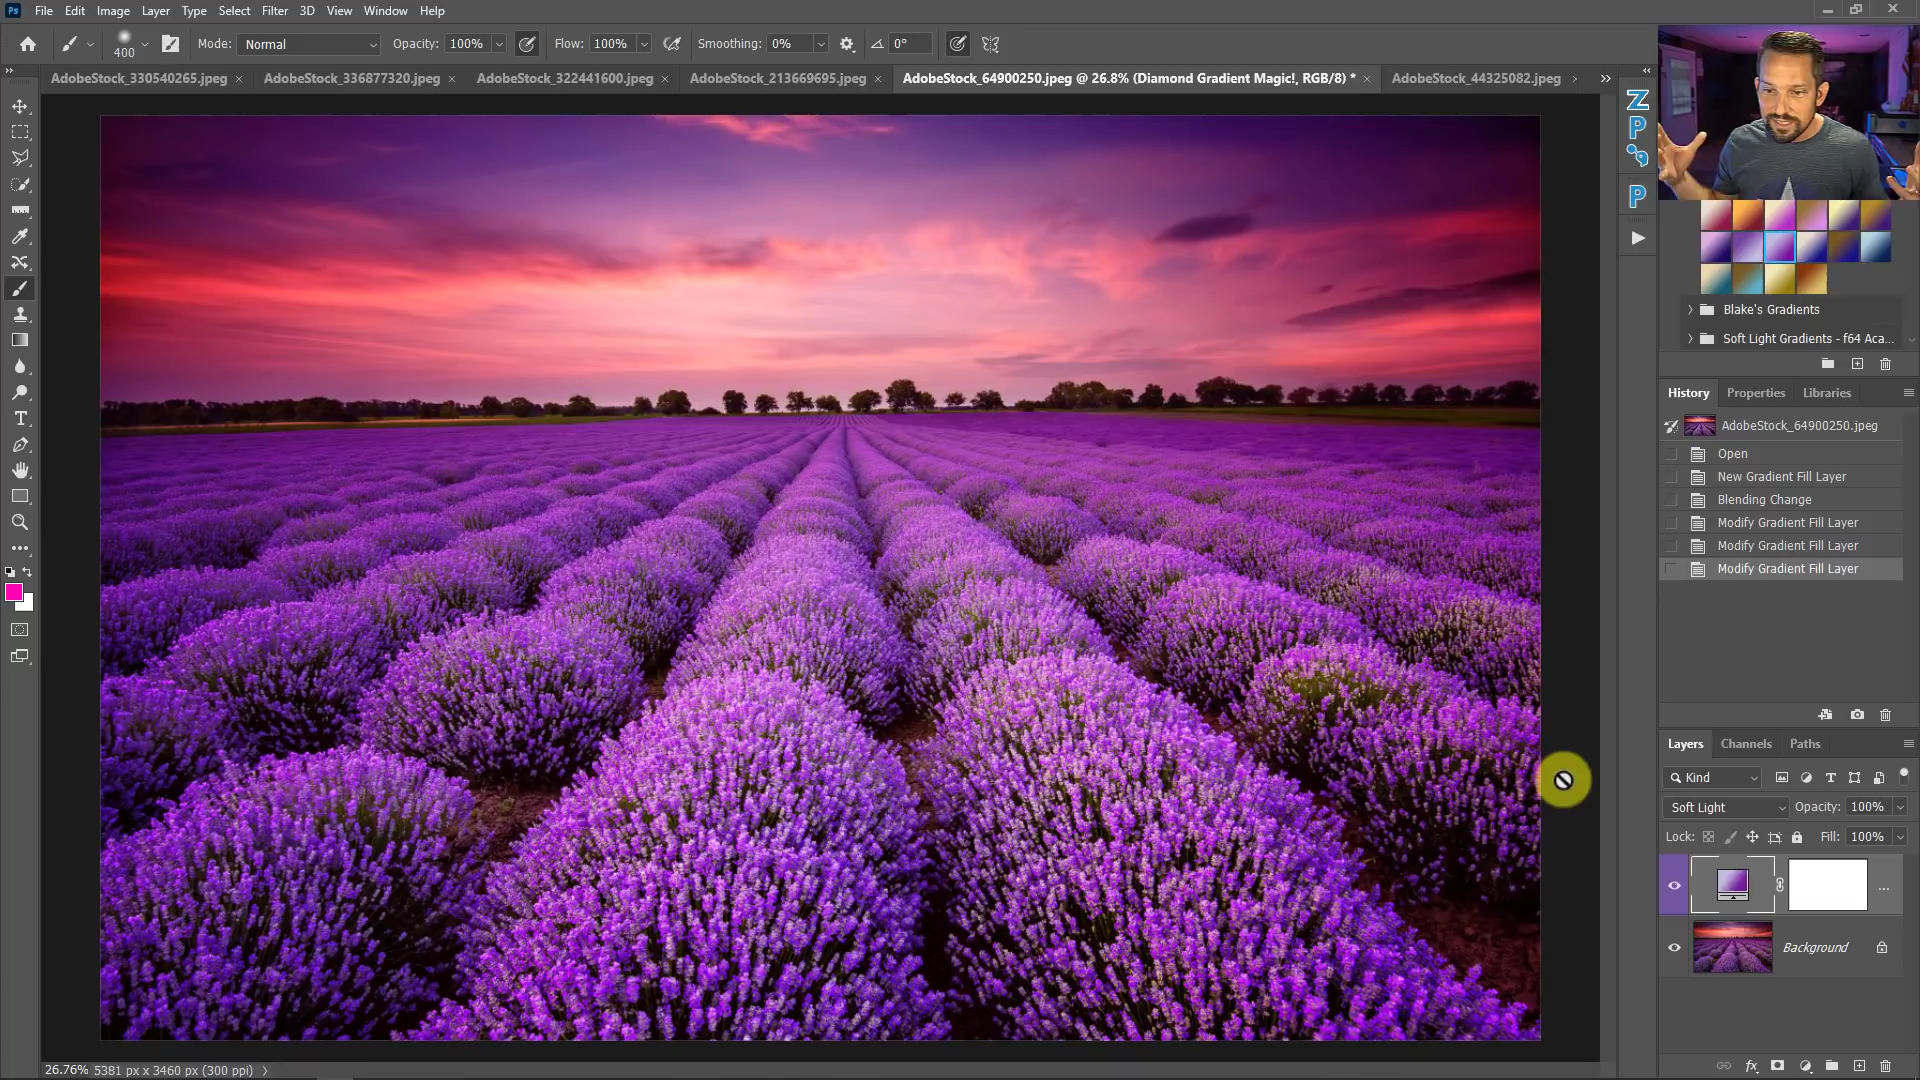 Ps File Edit Image Layer Type Select Filter 3D View Window Help
400 Mode: Normal Opacity: 100% Flow: 100% Smoothing: 0% 0°
AdobeStock_330540265.jpeg × AdobeStock_336877320.jpeg × AdobeStock_322441600.jpeg × AdobeStock_213669695.jpeg × AdobeStock_64900250.jpeg @ 26.8% (Diamond Gradient Magic!, RGB/8) * × AdobeStock_44325082.jpeg
Z
P
P
Blake's Gradients
Soft Light Gradients - f64 Aca...
History Properties Libraries
AdobeStock_64900250.jpeg
Open
New Gradient Fill Layer
Blending Change
Modify Gradient Fill Layer
Modify Gradient Fill Layer
Modify Gradient Fill Layer
Layers Channels Paths
Kind
Soft Light Opacity: 100%
Lock: Fill: 100%
...
Background
fx
26.76% 5381 px x 3460 px (300 ppi)